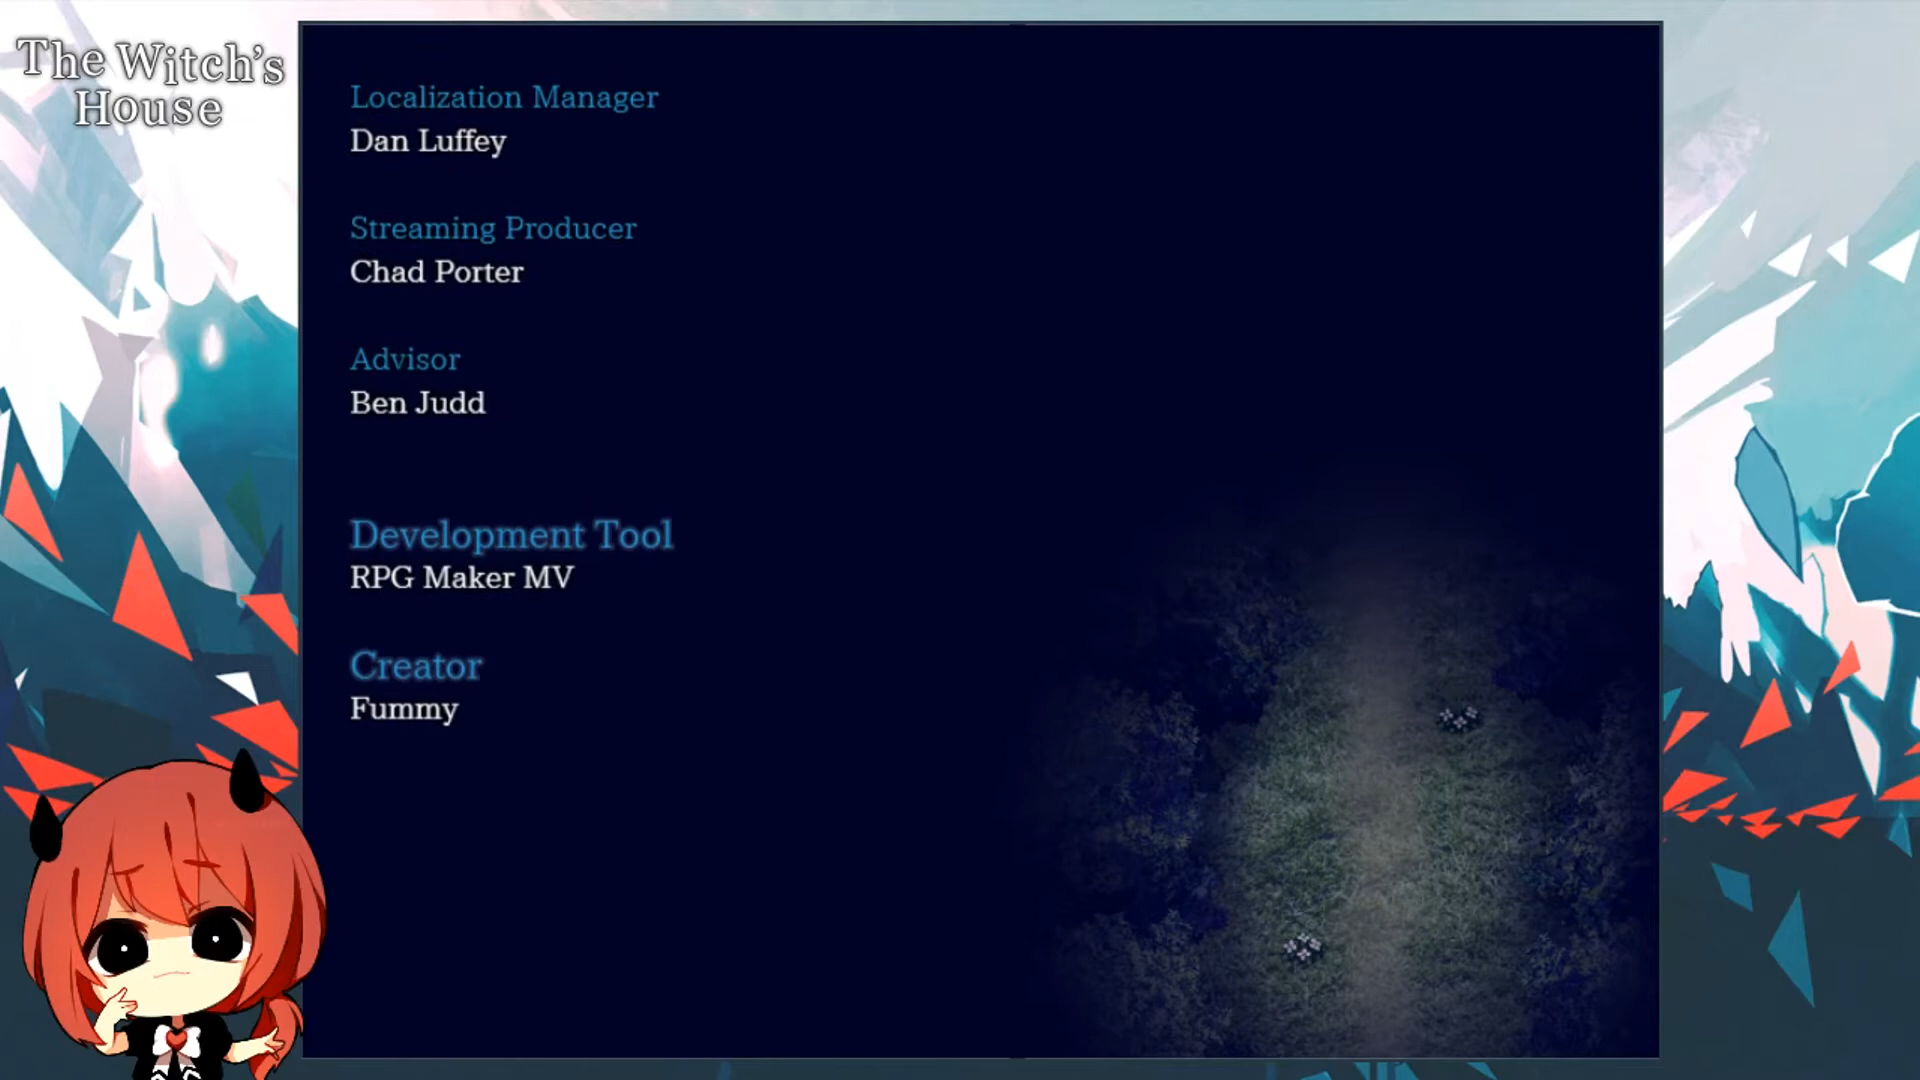 The Witch's
House
Localization Manager
Dan Luffey
Streaming Producer
Chad Porter
Advisor
Ben Judd
Development Tool
RPG Maker MV
Creator
Fummy